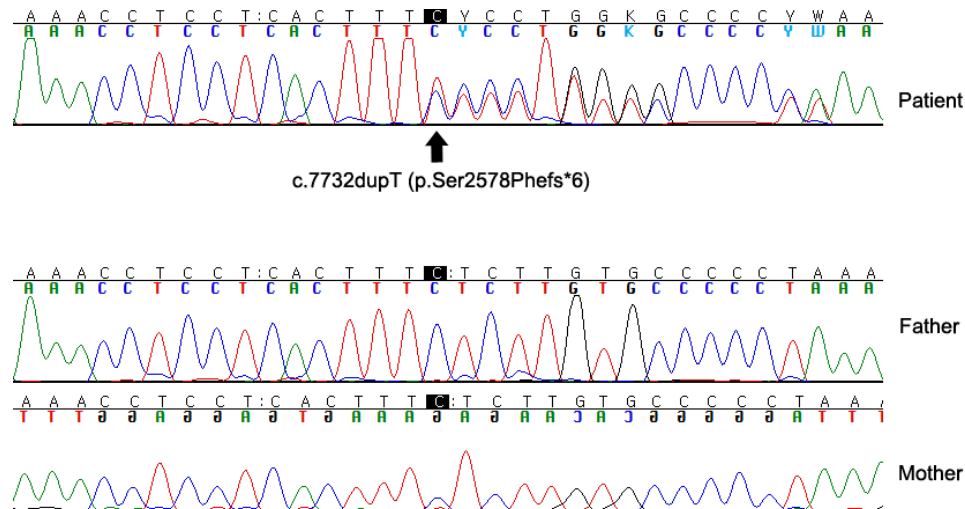 A A A C C T C C T : C A C T T T C Y C C T G G K G C C C C Y W A A
A A A C C T C C T C A C T T T C Y C C T G G K G C C C C Y W A A
Patient
c.7732dupT (p.Ser2578Phefs*6)
A A A C C T C C T : C A C T T T C : T C T T G T G C C C C C T A A A
A A A C C T C C T C A C T T T C T C T T G T G C C C C C T A A A
Father
A A A C C T C C T : C A C T T T C : T C T T G T G C C C C C T A A
T T T G G A G G A G T G A A A G A G A A C A C G G G G G A T T
Mother